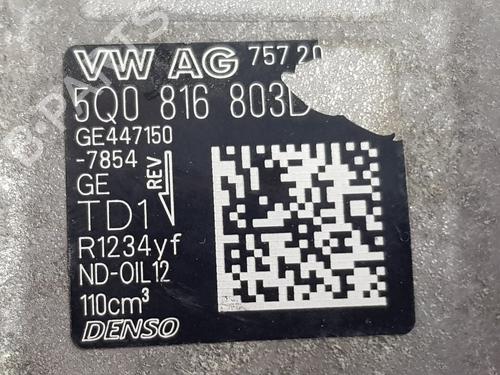 VW AG 757 20
5Q0 816 803D
GE447150
-7854
GE
REV
TD1
R1234yf
ND-OIL12
110cm³
DENSO
B-PARTS